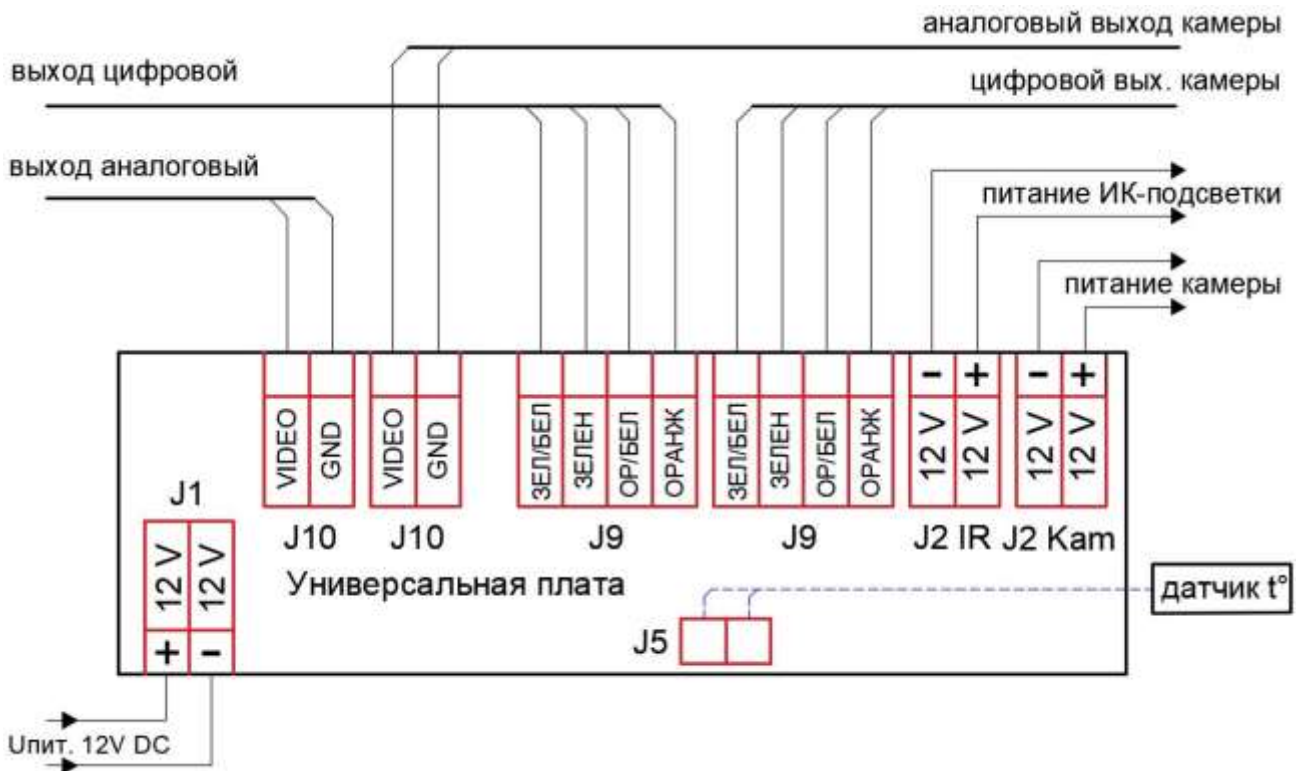 аналоговый выход камеры
выход цифровой
цифровой вых. камеры
выход аналоговый
питание ИК-подсветки
питание камеры
- + - +
VIDEO GND VIDEO GND ЗЕЛ/БЕЛ ЗЕЛЕН ОР/БЕЛ ОРАНЖ ЗЕЛ/БЕЛ ЗЕЛЕН ОР/БЕЛ ОРАНЖ 12 V 12 V 12 V 12 V
J1
J10 J10 J9 J9 J2 IR J2 Kam
12 V 12 V
Универсальная плата
датчик t°
J5
+ -
Uпит. 12V DC